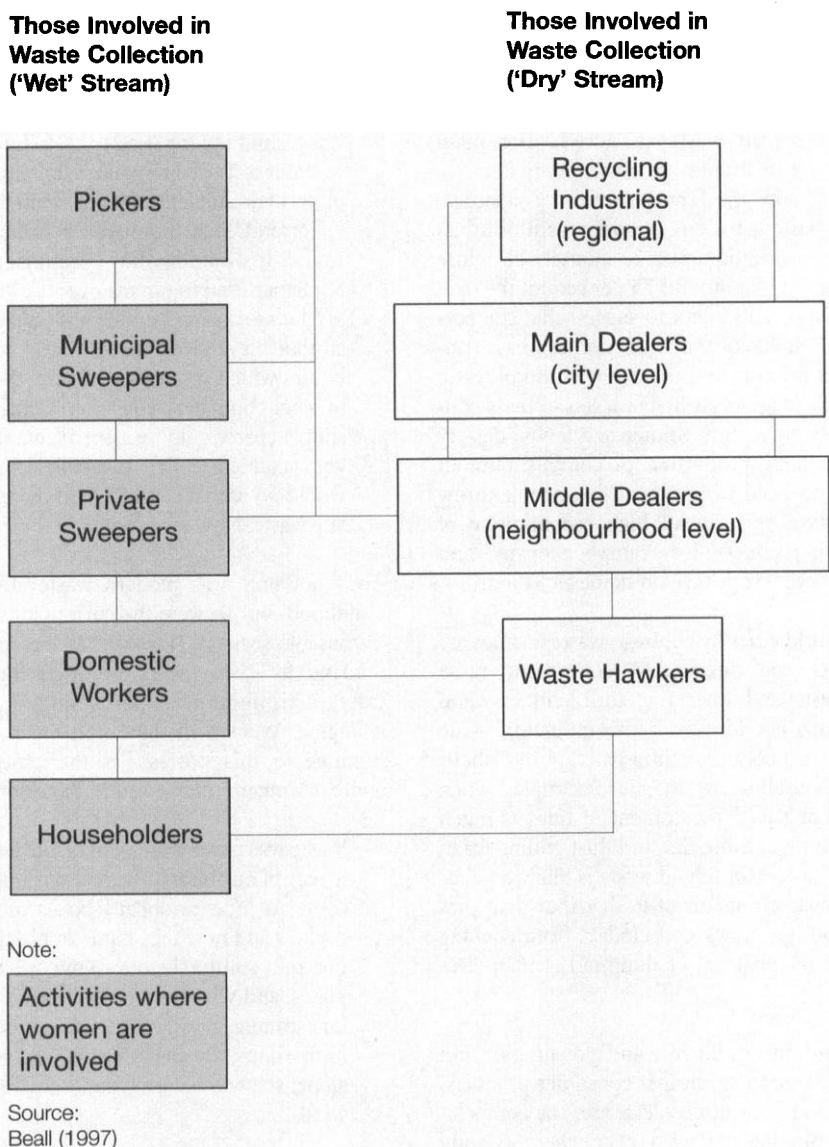 Those Involved in
Waste Collection
('Wet' Stream)
Those Involved in
Waste Collection
('Dry' Stream)
Pickers
Municipal
Sweepers
Private
Sweepers
Domestic
Workers
Householders
Recycling
Industries
(regional)
Main Dealers
(city level)
Middle Dealers
(neighbourhood level)
Waste Hawkers
Note:
Activities where
women are
involved
Source:
Beall (1997)